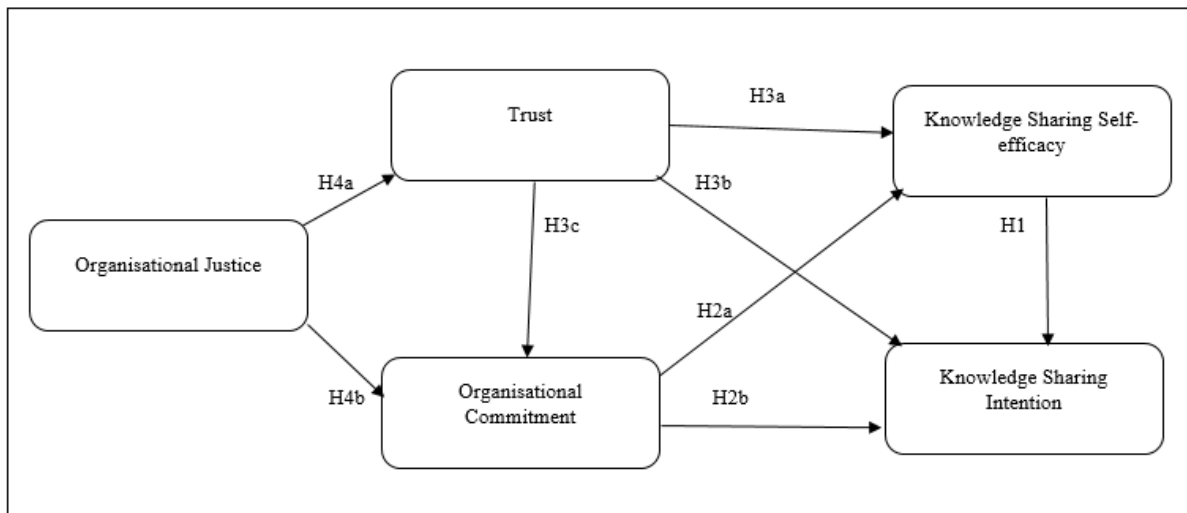 H3a
Trust
Knowledge Sharing Self-
efficacy
H4a
H3b
H3c
H1
Organisational Justice
H2a
Knowledge Sharing
Intention
H4b
Organisational
Commitment
H2b